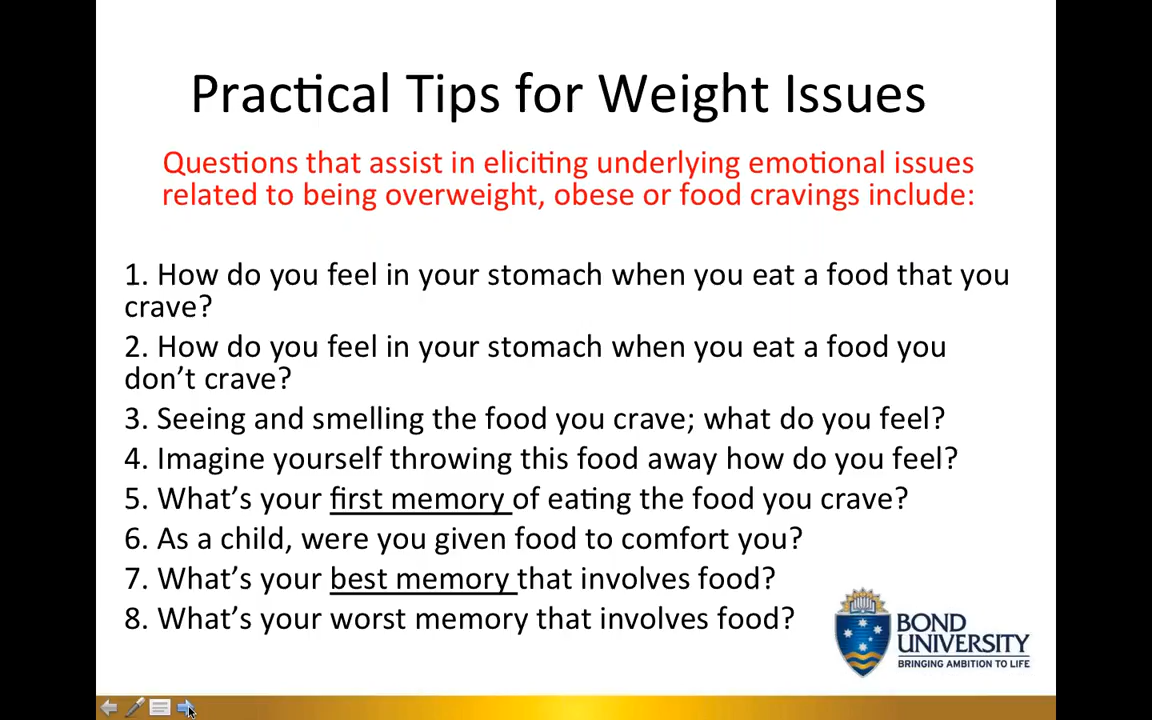 Practical Tips for Weight Issues
Questions that assist in eliciting underlying emotional issues
related to being overweight, obese or food cravings include:
1. How do you feel in your stomach when you eat a food that you
crave?
2. How do you feel in your stomach when you eat a food you
don’t crave?
3. Seeing and smelling the food you crave; what do you feel?
4. Imagine yourself throwing this food away how do you feel?
5. What’s your first memory of eating the food you crave?
6. As a child, were you given food to comfort you?
7. What’s your best memory that involves food?
8. What’s your worst memory that involves food?
BOND
UNIVERSITY
BRINGING AMBITION TO LIFE